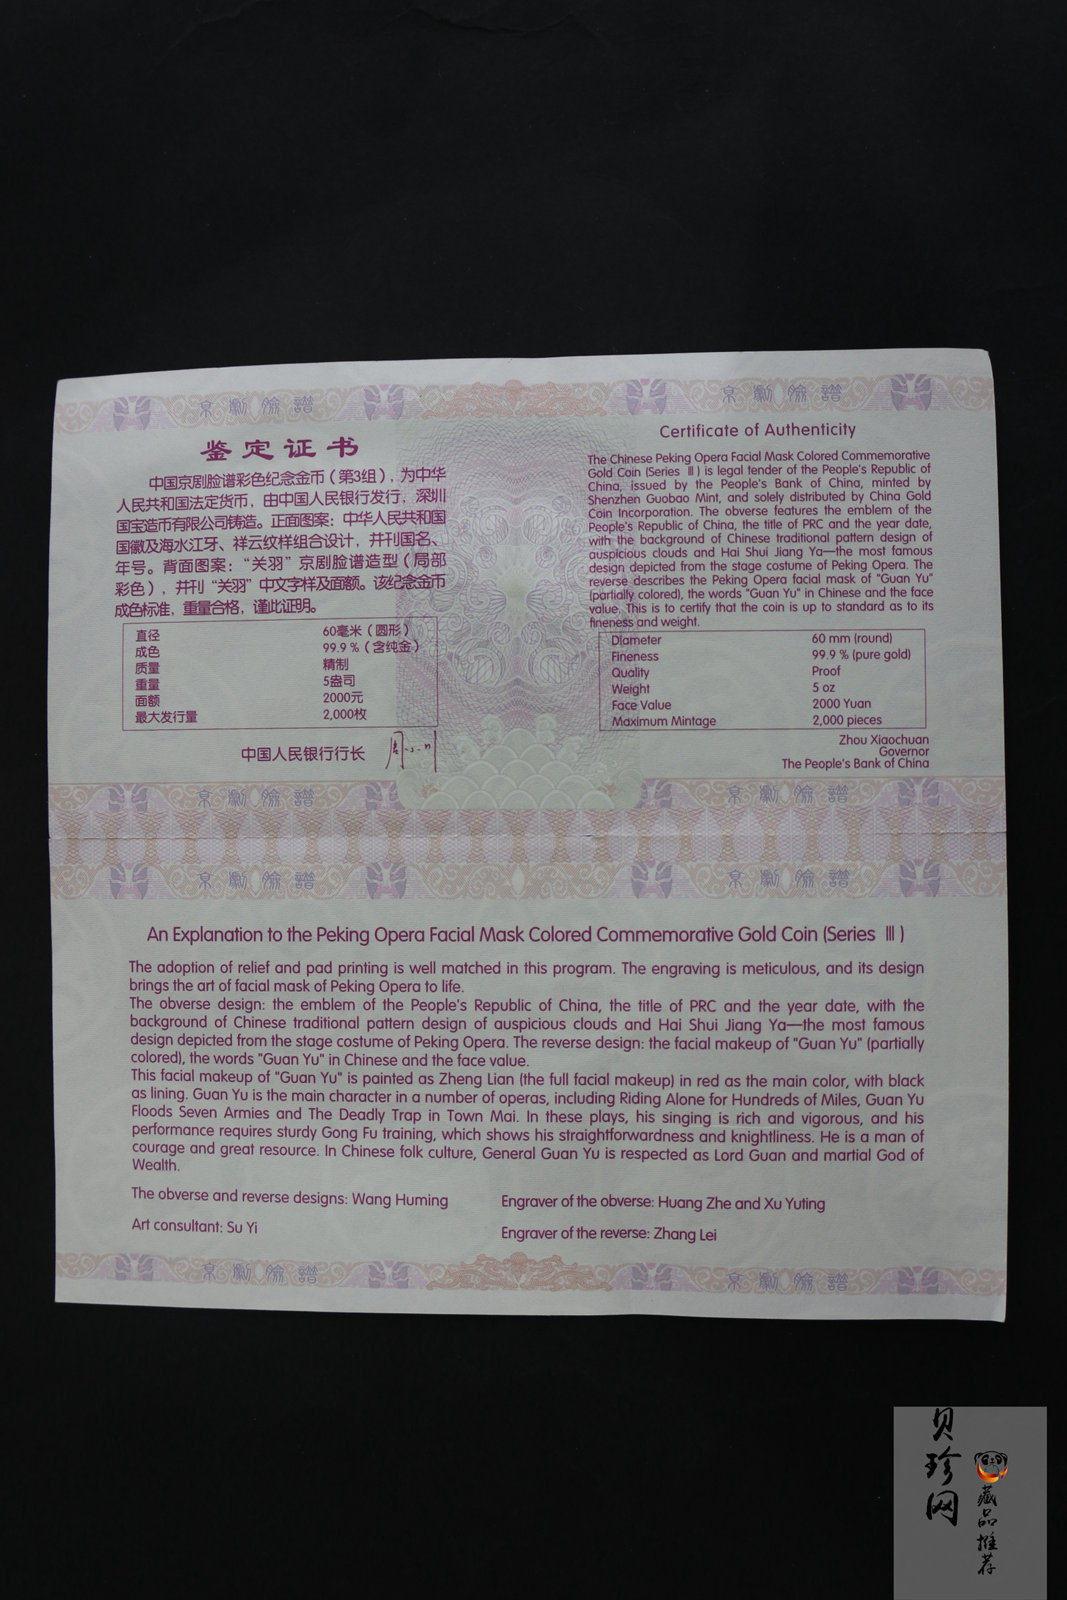 京剧脸谱
京剧脸谱
鉴定证书
中国京剧脸谱彩色纪念金币（第3组），为中华
人民共和国法定货币，由中国人民银行发行，深圳
国宝造币有限公司铸造。正面图案：中华人民共和国
国徽及海水江牙、祥云纹样组合设计，并刊国名、
年号。背面图案：“关羽”京剧脸谱造型（局部
彩色），并刊“关羽”中文字样及面额。该纪念金币
成色标准，重量合格，谨此证明。
直径 60毫米（圆形）
成色 99.9 %（含纯金）
质量 精制
重量 5盎司
面额 2000元
最大发行量 2,000枚
中国人民银行行长
Certificate of Authenticity
The Chinese Peking Opera Facial Mask Colored Commemorative
Gold Coin (Series Ⅲ) is legal tender of the People's Republic of
China, issued by the People's Bank of China, minted by
Shenzhen Guobao Mint, and solely distributed by China Gold
Coin Incorporation. The obverse features the emblem of the
People's Republic of China, the title of PRC and the year date,
with the background of Chinese traditional pattern design of
auspicious clouds and Hai Shui Jiang Ya—the most famous
design depicted from the stage costume of Peking Opera. The
reverse describes the Peking Opera facial mask of "Guan Yu"
(partially colored), the words "Guan Yu" in Chinese and the face
value. This is to certify that the coin is up to standard as to its
fineness and weight.
Diameter 60 mm (round)
Fineness 99.9 % (pure gold)
Quality Proof
Weight 5 oz
Face Value 2000 Yuan
Maximum Mintage 2,000 pieces
Zhou Xiaochuan
Governor
The People's Bank of China
京劇臉譜
京劇臉譜
京劇臉譜
京劇臉譜
An Explanation to the Peking Opera Facial Mask Colored Commemorative Gold Coin (Series Ⅲ)
The adoption of relief and pad printing is well matched in this program. The engraving is meticulous, and its design
brings the art of facial mask of Peking Opera to life.
The obverse design: the emblem of the People's Republic of China, the title of PRC and the year date, with the
background of Chinese traditional pattern design of auspicious clouds and Hai Shui Jiang Ya—the most famous
design depicted from the stage costume of Peking Opera. The reverse design: the facial makeup of "Guan Yu" (partially
colored), the words "Guan Yu" in Chinese and the face value.
This facial makeup of "Guan Yu" is painted as Zheng Lian (the full facial makeup) in red as the main color, with black
as lining. Guan Yu is the main character in a number of operas, including Riding Alone for Hundreds of Miles, Guan Yu
Floods Seven Armies and The Deadly Trap in Town Mai. In these plays, his singing is rich and vigorous, and his
performance requires sturdy Gong Fu training, which shows his straightforwardness and knightliness. He is a man of
courage and great resource. In Chinese folk culture, General Guan Yu is respected as Lord Guan and martial God of
Wealth.
The obverse and reverse designs: Wang Huming
Engraver of the obverse: Huang Zhe and Xu Yuting
Art consultant: Su Yi
Engraver of the reverse: Zhang Lei
京劇臉譜
京劇臉譜
贝珍网
藏品推荐